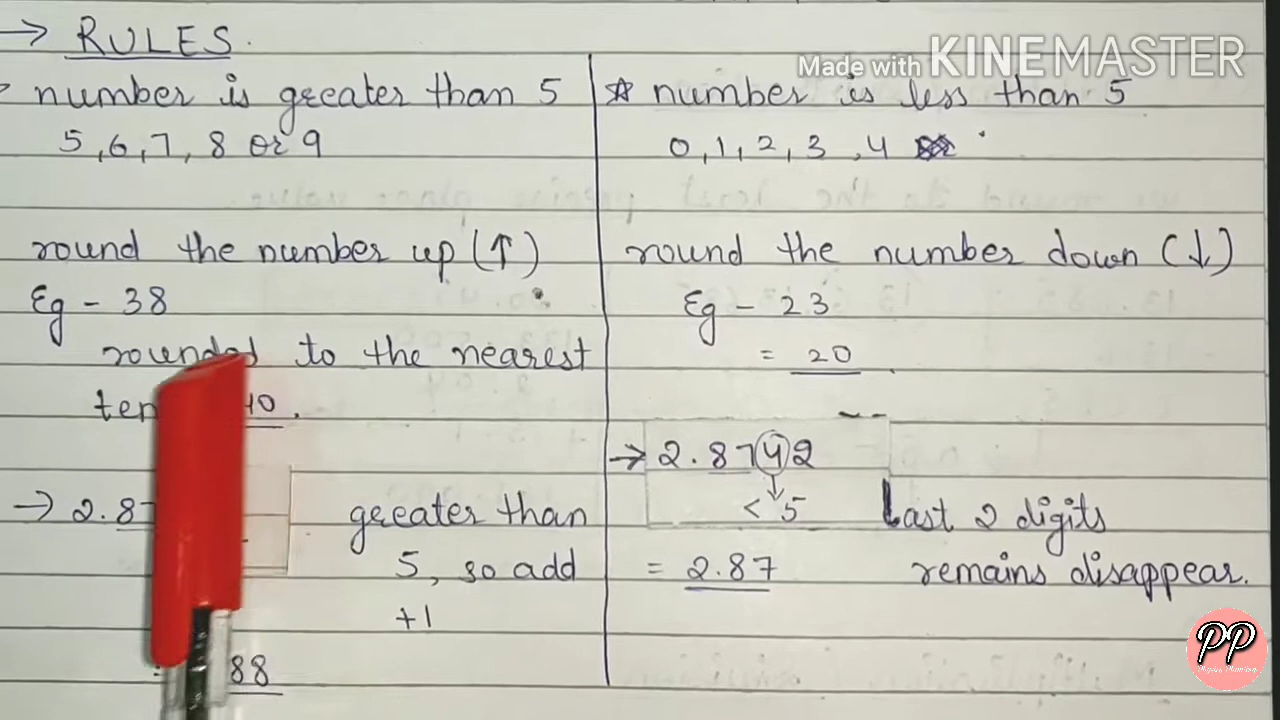 → RULES.
Made with KINEMASTER
number is greater than 5
5, 6, 7, 8 or 9
round the number up (↑)
Eg - 38
rounded to the nearest
40.
→ 2.87
greater than
5, so add
+1
88
☆ number is less than 5
0, 1, 2, 3, 4
round the number down (↓)
Eg - 23
= 20
→ 2.8742
< 5
Last 2 digits
= 2.87 remains disappear.
PP